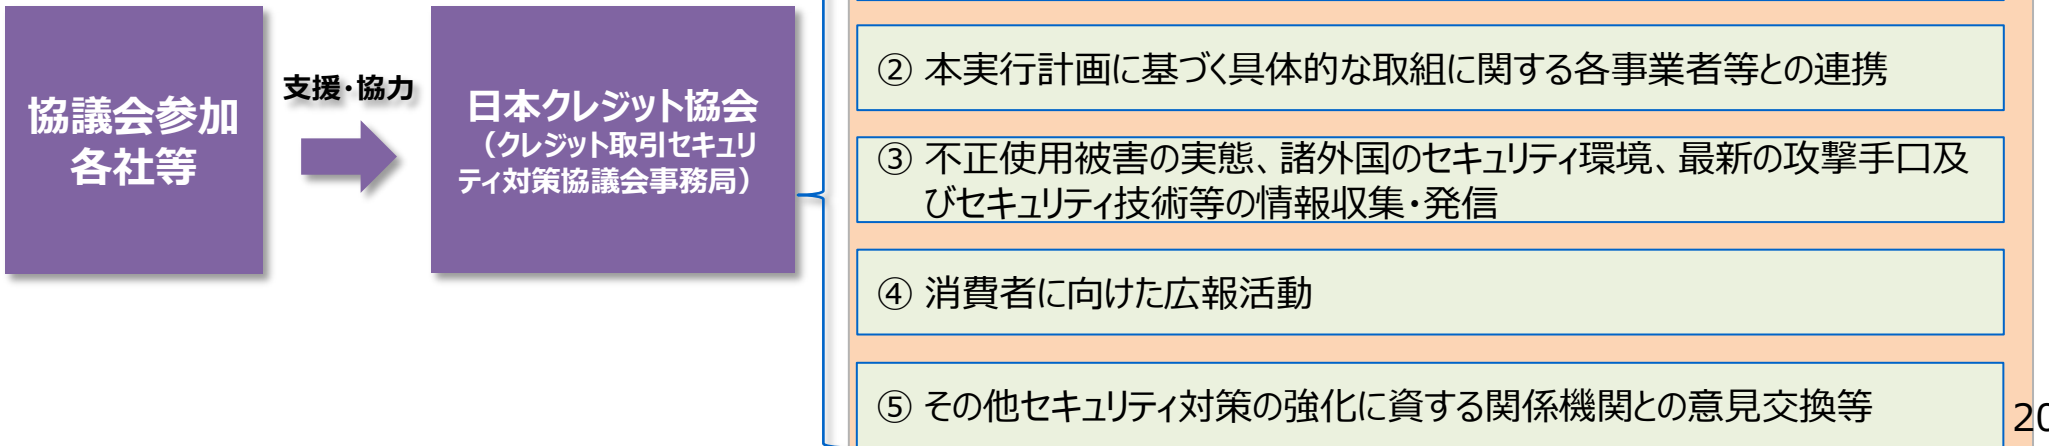 協議会参加
各社等
支援・協力
日本クレジット協会
（クレジット取引セキュリ
ティ対策協議会事務局）
② 本実行計画に基づく具体的な取組に関する各事業者等との連携
③ 不正使用被害の実態、諸外国のセキュリティ環境、最新の攻撃手口及
びセキュリティ技術等の情報収集・発信
④ 消費者に向けた広報活動
⑤ その他セキュリティ対策の強化に資する関係機関との意見交換等
20